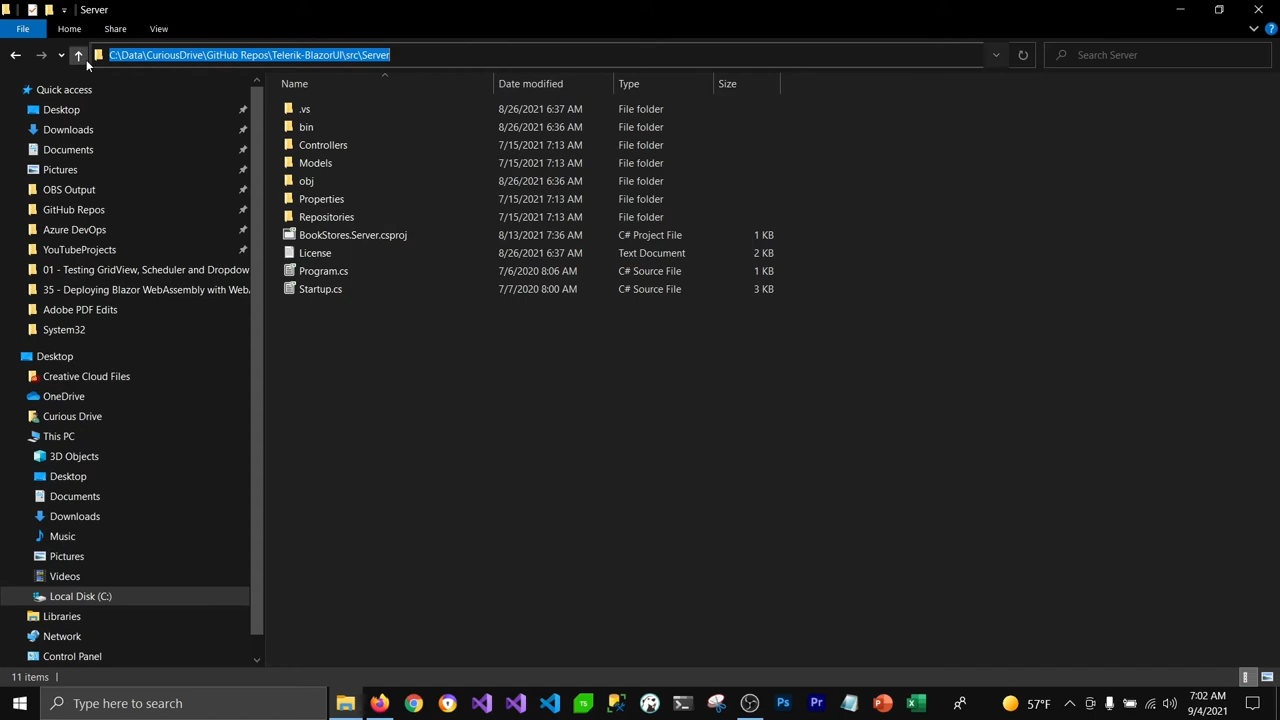 Server
File Home Share View
C:\Data\CuriousDrive\GitHub Repos\Telerik-BlazorUI\src\Server
Search Server
Name Date modified Type Size
Quick access
Desktop
Downloads
Documents
Pictures
OBS Output
GitHub Repos
Azure DevOps
YouTubeProjects
01 - Testing GridView, Scheduler and Dropdow
35 - Deploying Blazor WebAssembly with Web
Adobe PDF Edits
System32
Desktop
Creative Cloud Files
OneDrive
Curious Drive
This PC
3D Objects
Desktop
Documents
Downloads
Music
Pictures
Videos
Local Disk (C:)
Libraries
Network
Control Panel
.vs 8/26/2021 6:37 AM File folder
bin 8/26/2021 6:36 AM File folder
Controllers 7/15/2021 7:13 AM File folder
Models 7/15/2021 7:13 AM File folder
obj 8/26/2021 6:36 AM File folder
Properties 7/15/2021 7:13 AM File folder
Repositories 7/15/2021 7:13 AM File folder
BookStores.Server.csproj 8/13/2021 7:36 AM C# Project File 1 KB
License 8/26/2021 6:37 AM Text Document 2 KB
Program.cs 7/6/2020 8:06 AM C# Source File 1 KB
Startup.cs 7/7/2020 8:00 AM C# Source File 3 KB
11 items
Type here to search
TS
Ps
Pr
57°F
7:02 AM
9/4/2021